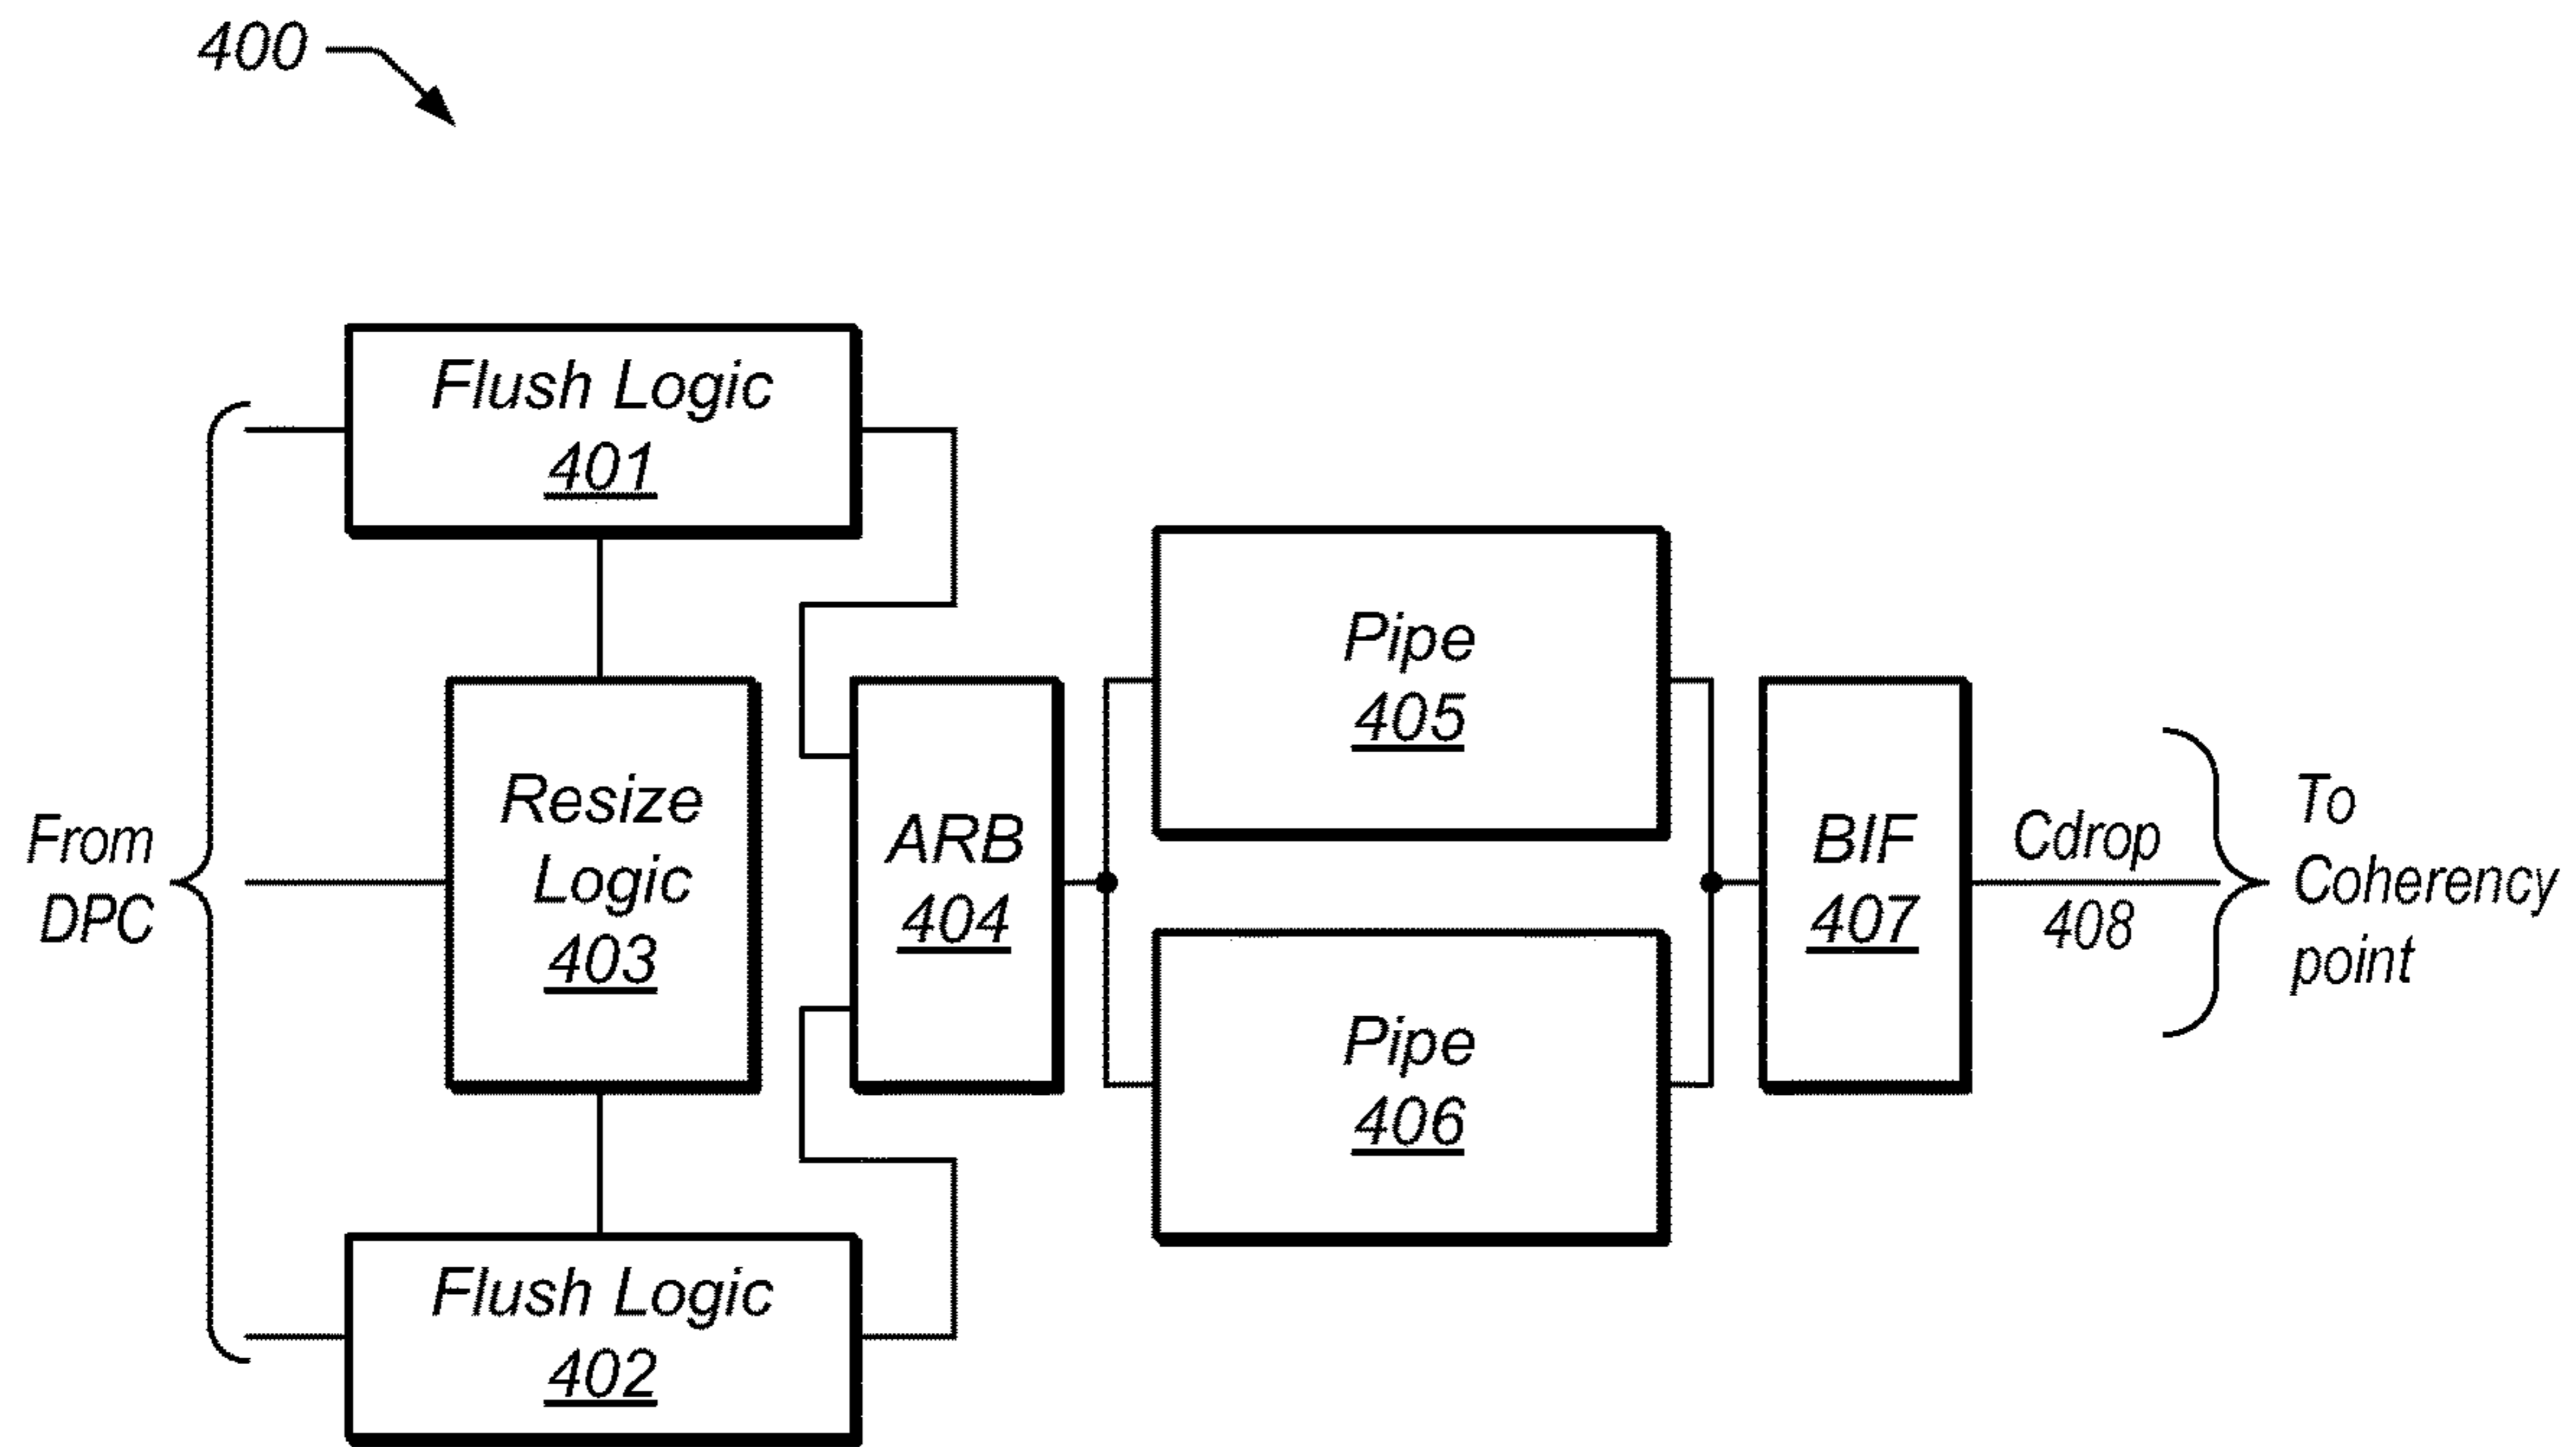 400
Flush Logic
401
From
DPC
Resize
Logic
403
ARB
404
Pipe
405
Pipe
406
BIF
407
Cdrop
408
To
Coherency
point
Flush Logic
402